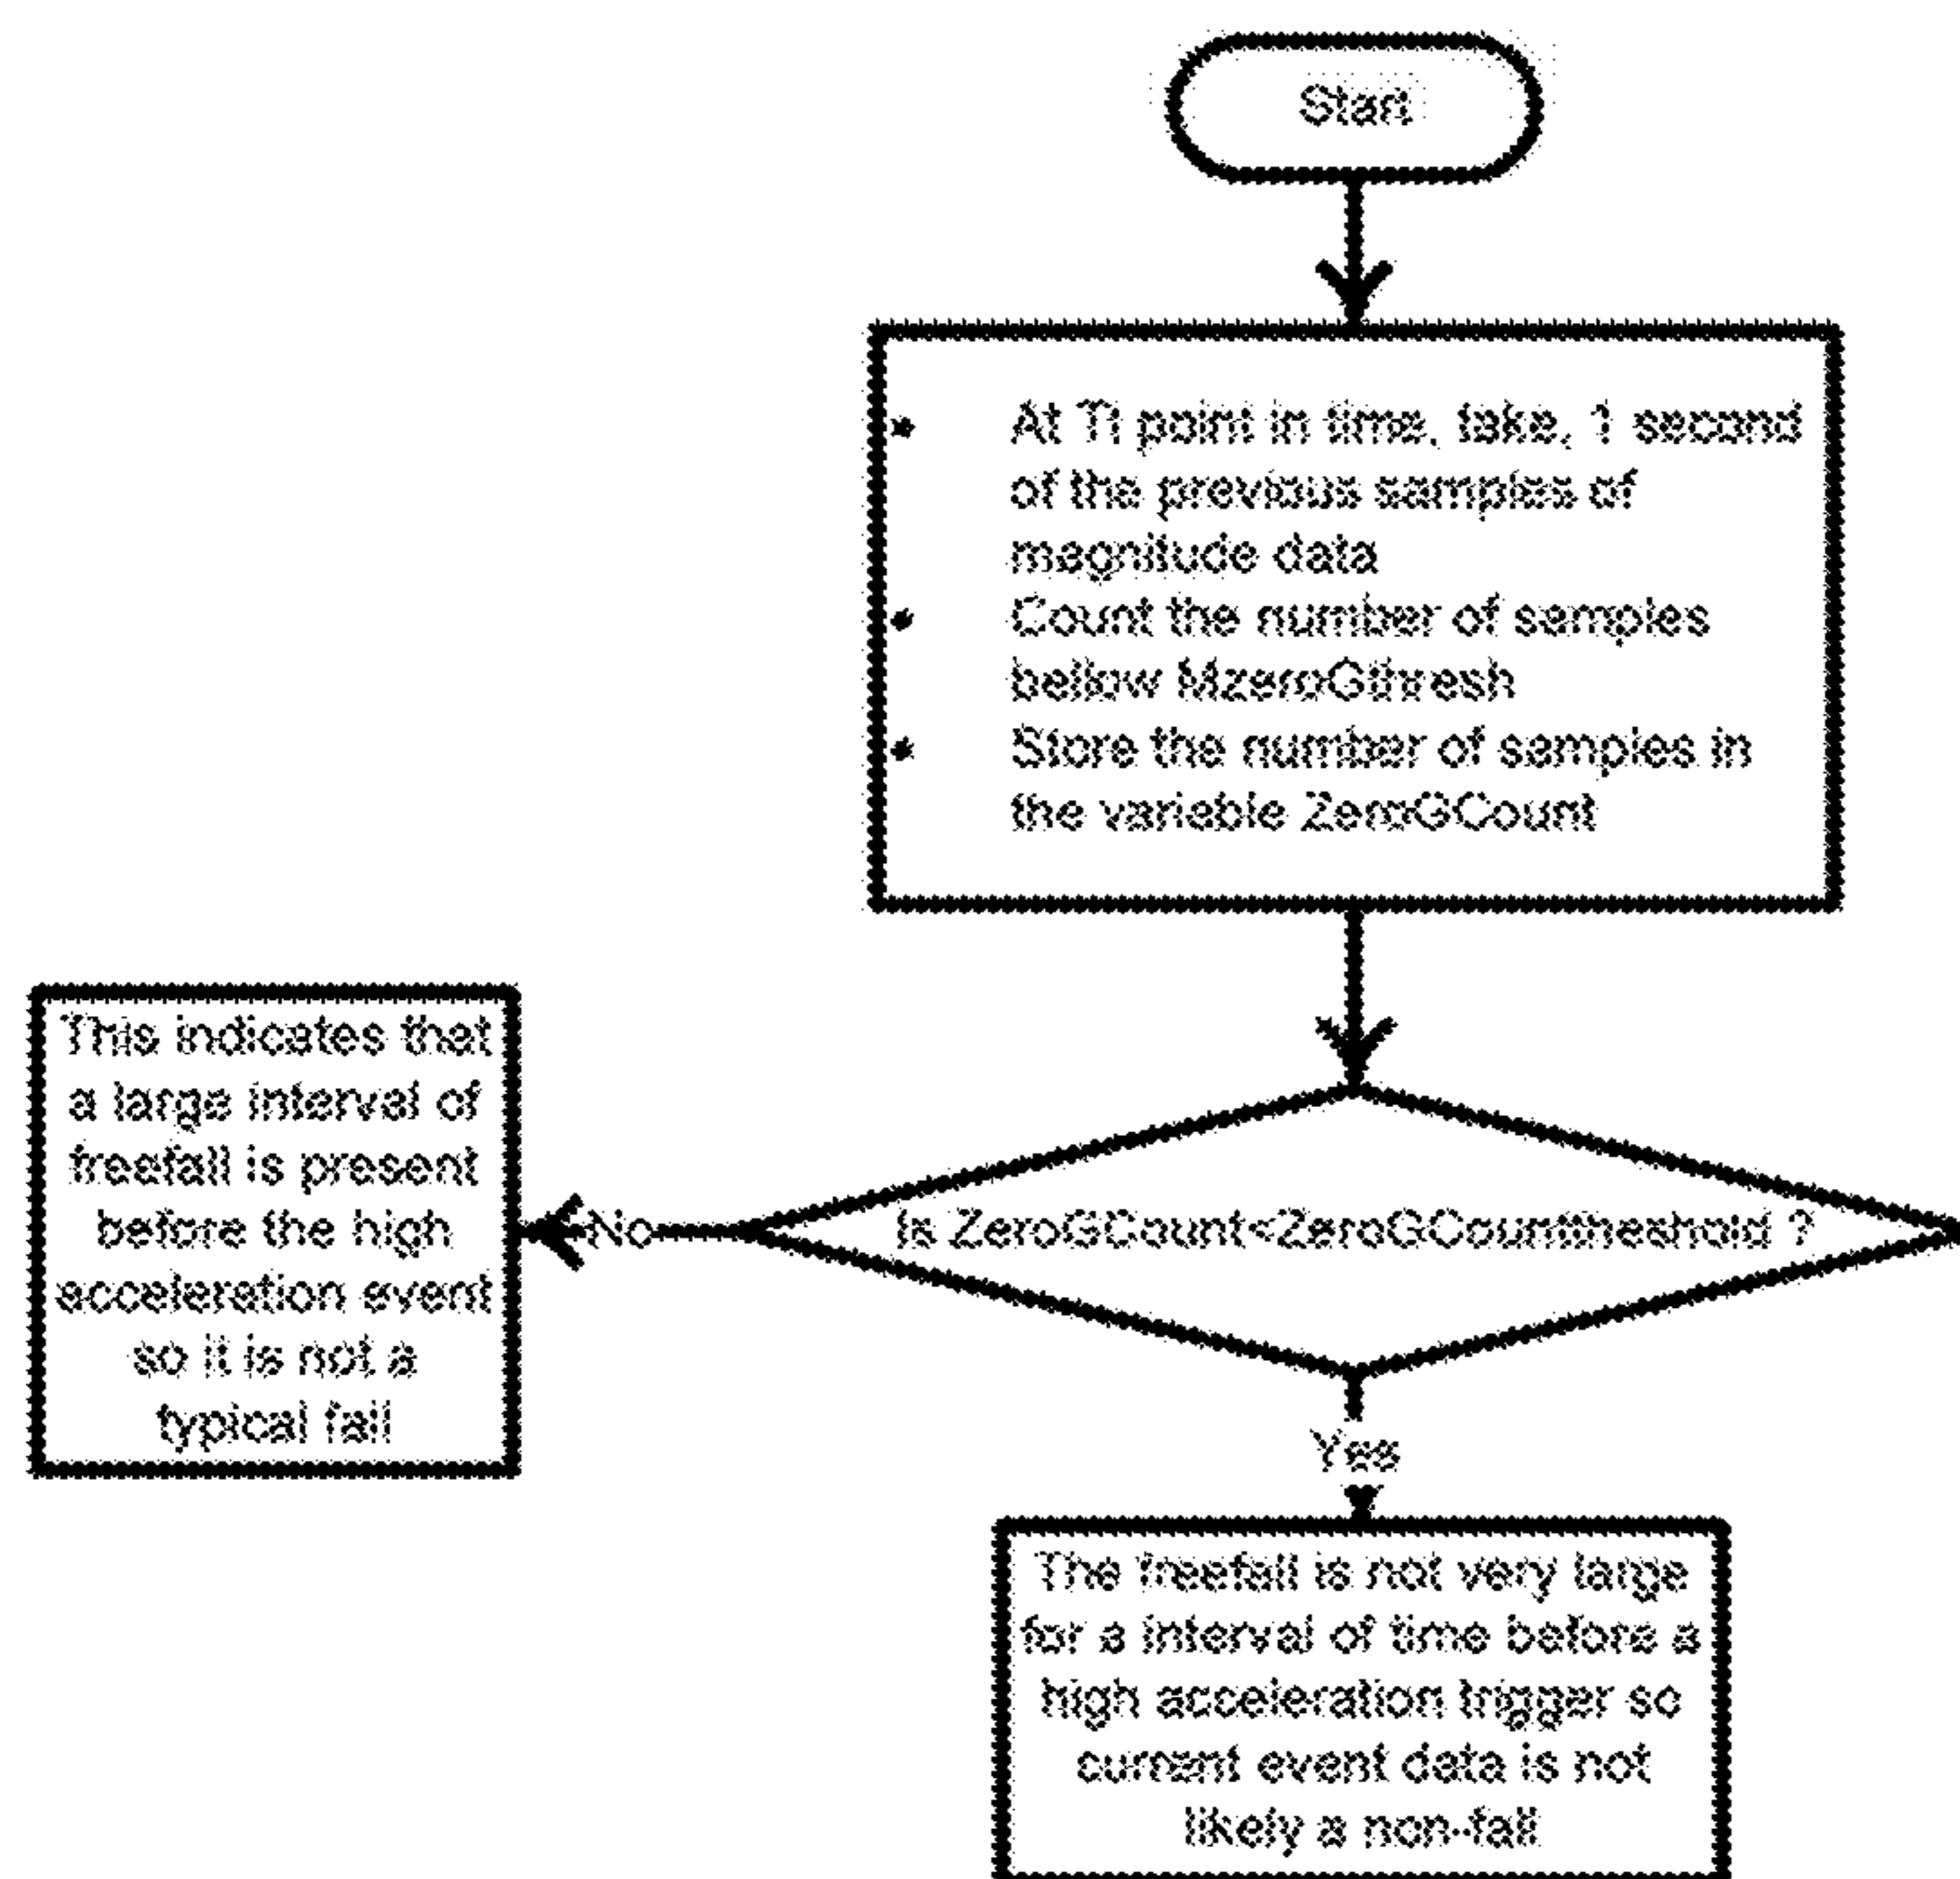 Start
• At Ti point in time, take, 1 second
of the previous samples of
magnitude data
• Count the number of samples
bellow MzeroGthresh
• Store the number of samples in
the variable ZeroGCount
This indicates that
a large interval of
freefall is present
before the high
acceleration event
so it is not a
typical fall
No
Is ZeroGCount<ZeroGCountthreshold ?
Yes
The freefall is not very large
for a interval of time before a
high acceleration trigger so
current event data is not
likely a non-fall